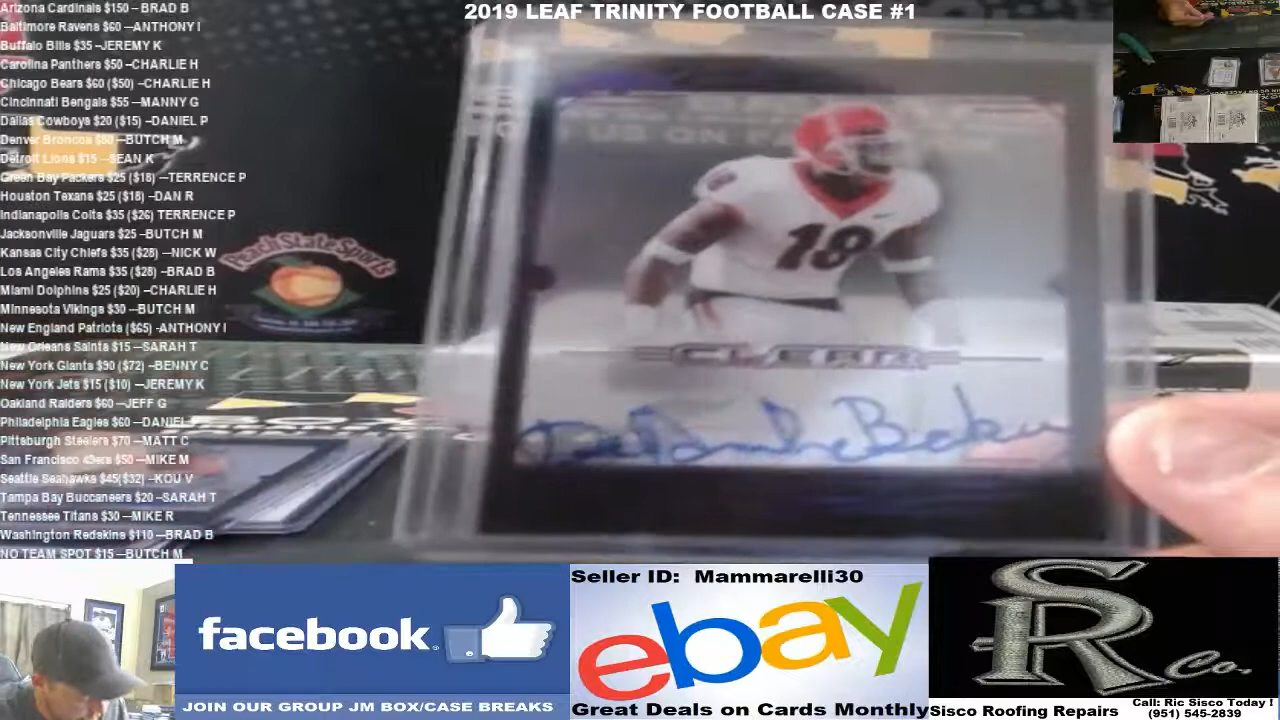 2019 LEAF TRINITY FOOTBALL CASE #1
Arizona Cardinals $150 – BRAD B
Baltimore Ravens $60 –ANTHONY I
Buffalo Bills $35 –JEREMY K
Carolina Panthers $50 –CHARLIE H
Chicago Bears $60 ($50) –CHARLIE H
Cincinnati Bengals $55 –MANNY G
Dallas Cowboys $20 ($15) –DANIEL P
Denver Broncos $50 –BUTCH M
Detroit Lions $15 –SEAN K
Green Bay Packers $25 ($18) –TERRENCE P
Houston Texans $25 ($18) –DAN R
Indianapolis Colts $35 ($26) TERRENCE P
Jacksonville Jaguars $25 –BUTCH M
Kansas City Chiefs $35 ($28) –NICK W
Los Angeles Rams $35 ($28) –BRAD B
Miami Dolphins $25 ($20) –CHARLIE H
Minnesota Vikings $30 –BUTCH M
New England Patriots ($65) -ANTHONY I
New Orleans Saints $15 –SARAH T
New York Giants $90 ($72) –BENNY C
New York Jets $15 ($10) –JEREMY K
Oakland Raiders $60 –JEFF G
Philadelphia Eagles $60 –DANIEL
Pittsburgh Steelers $70 –MATT C
San Francisco 49ers $50 –MIKE M
Seattle Seahawks $45($32) –KOU V
Tampa Bay Buccaneers $20 –SARAH T
Tennessee Titans $30 –MIKE R
Washington Redskins $110 –BRAD B
NO TEAM SPOT $15 –BUTCH M
Peach State Sports
18
CLEAR
facebook
JOIN OUR GROUP JM BOX/CASE BREAKS
Seller ID: Mammarelli30
ebay
Great Deals on Cards Monthly
SR Co.
Sisco Roofing Repairs
Call: Ric Sisco Today !
(951) 545-2839